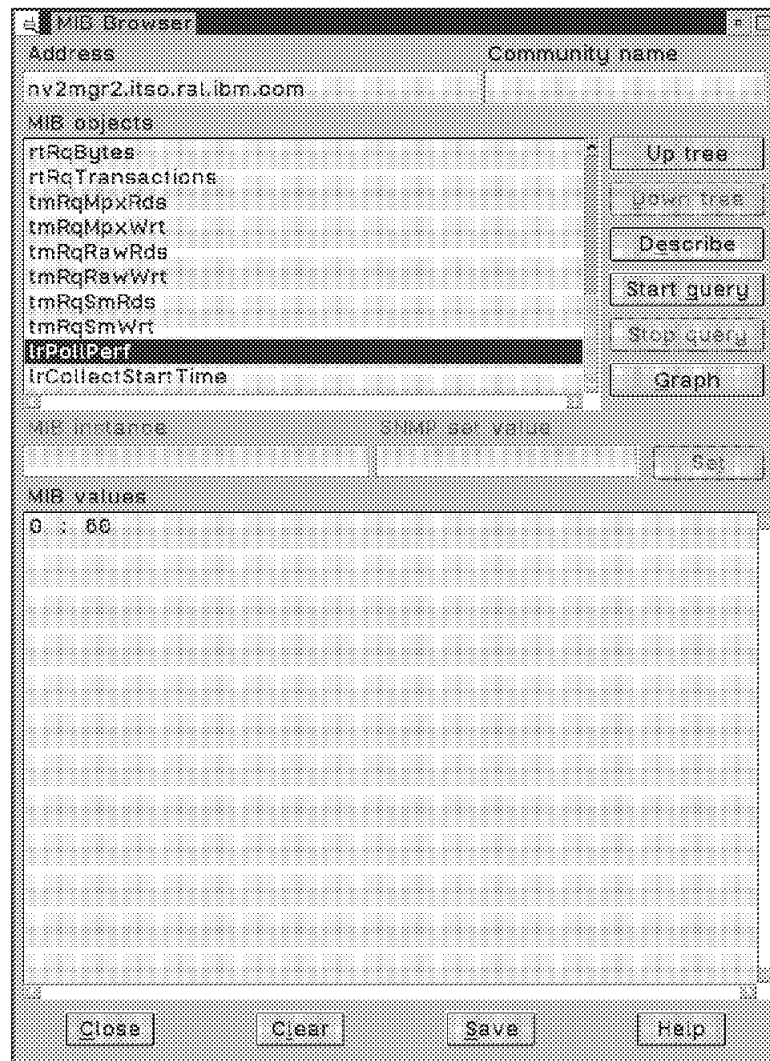 MIB Browser
Address Community name
nv2mgr2.itso.ral.ibm.com
MIB objects
rtRqBytes
rtRqTransactions
tmRqMpxRds
tmRqMpxWrt
tmRqRawRds
tmRqRawWrt
tmRqSmRds
tmRqSmWrt
lrPollPerf
lrCollectStartTime
Up tree
Down tree
Describe
Start query
Stop query
Graph
MIB instance SNMP set value
Set
MIB values
0 : 60
Close Clear Save Help